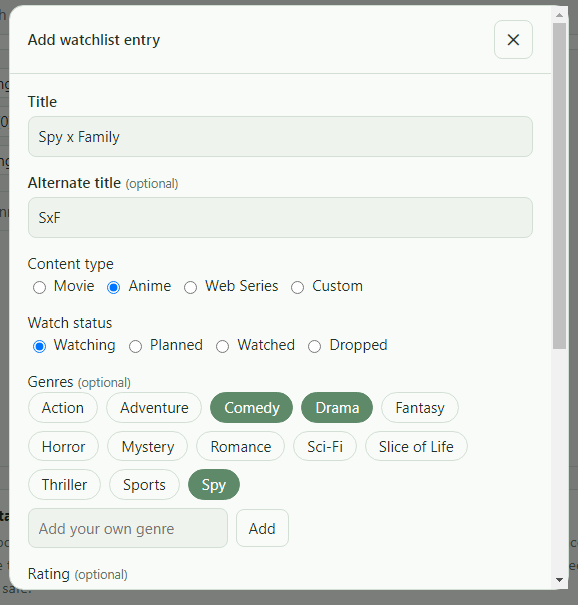 Add watchlist entry
Title
Spy x Family
Alternate title (optional)
SxF
Content type
Movie Anime Web Series Custom
Watch status
Watching Planned Watched Dropped
Genres (optional)
Action Adventure Comedy Drama Fantasy
Horror Mystery Romance Sci-Fi Slice of Life
Thriller Sports Spy
Add your own genre Add
Rating (optional)
safe.